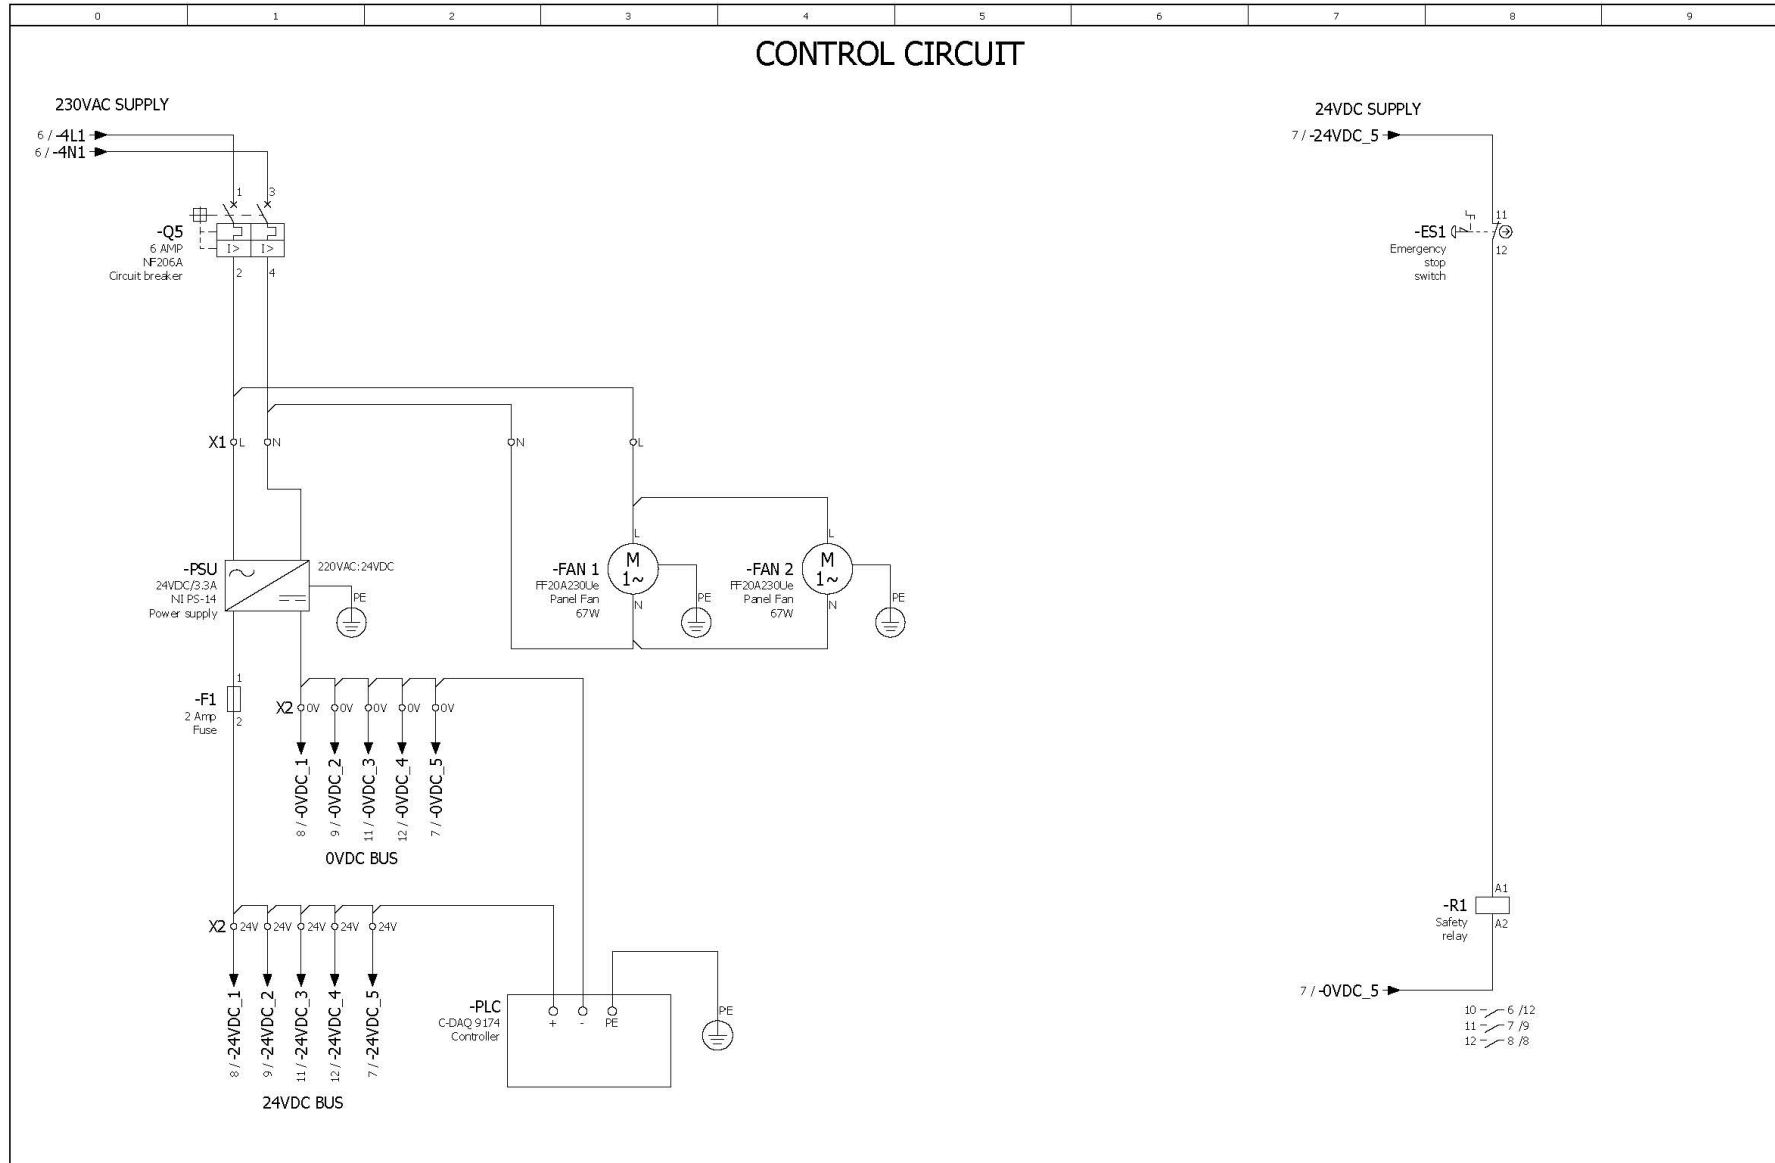 0 1 2 3 4 5 6 7 8 9
CONTROL CIRCUIT
230VAC SUPPLY
6 / -4L1
6 / -4N1
1 3
-Q5
6 AMP
NF206A
Circuit breaker
I> I>
2 4
X1 L N N L
-PSU
24VDC/3.3A
NI PS-14
Power supply
220VAC:24VDC
PE
-FAN 1
FF20A230Ue
Panel Fan
67W
L
M
1~
N
PE
-FAN 2
FF20A230Ue
Panel Fan
67W
L
M
1~
N
PE
-F1
2 Amp
Fuse
1
2
X2 0V 0V 0V 0V 0V
8 / -0VDC_1
9 / -0VDC_2
11 / -0VDC_3
12 / -0VDC_4
7 / -0VDC_5
0VDC BUS
X2 24V 24V 24V 24V 24V
8 / -24VDC_1
9 / -24VDC_2
11 / -24VDC_3
12 / -24VDC_4
7 / -24VDC_5
24VDC BUS
-PLC
C-DAQ 9174
Controller
+ - PE
PE
24VDC SUPPLY
7 / -24VDC_5
-ES1
Emergency
stop
switch
11
12
-R1
Safety
relay
A1
A2
7 / -0VDC_5
10 6 /12
11 7 /9
12 8 /8